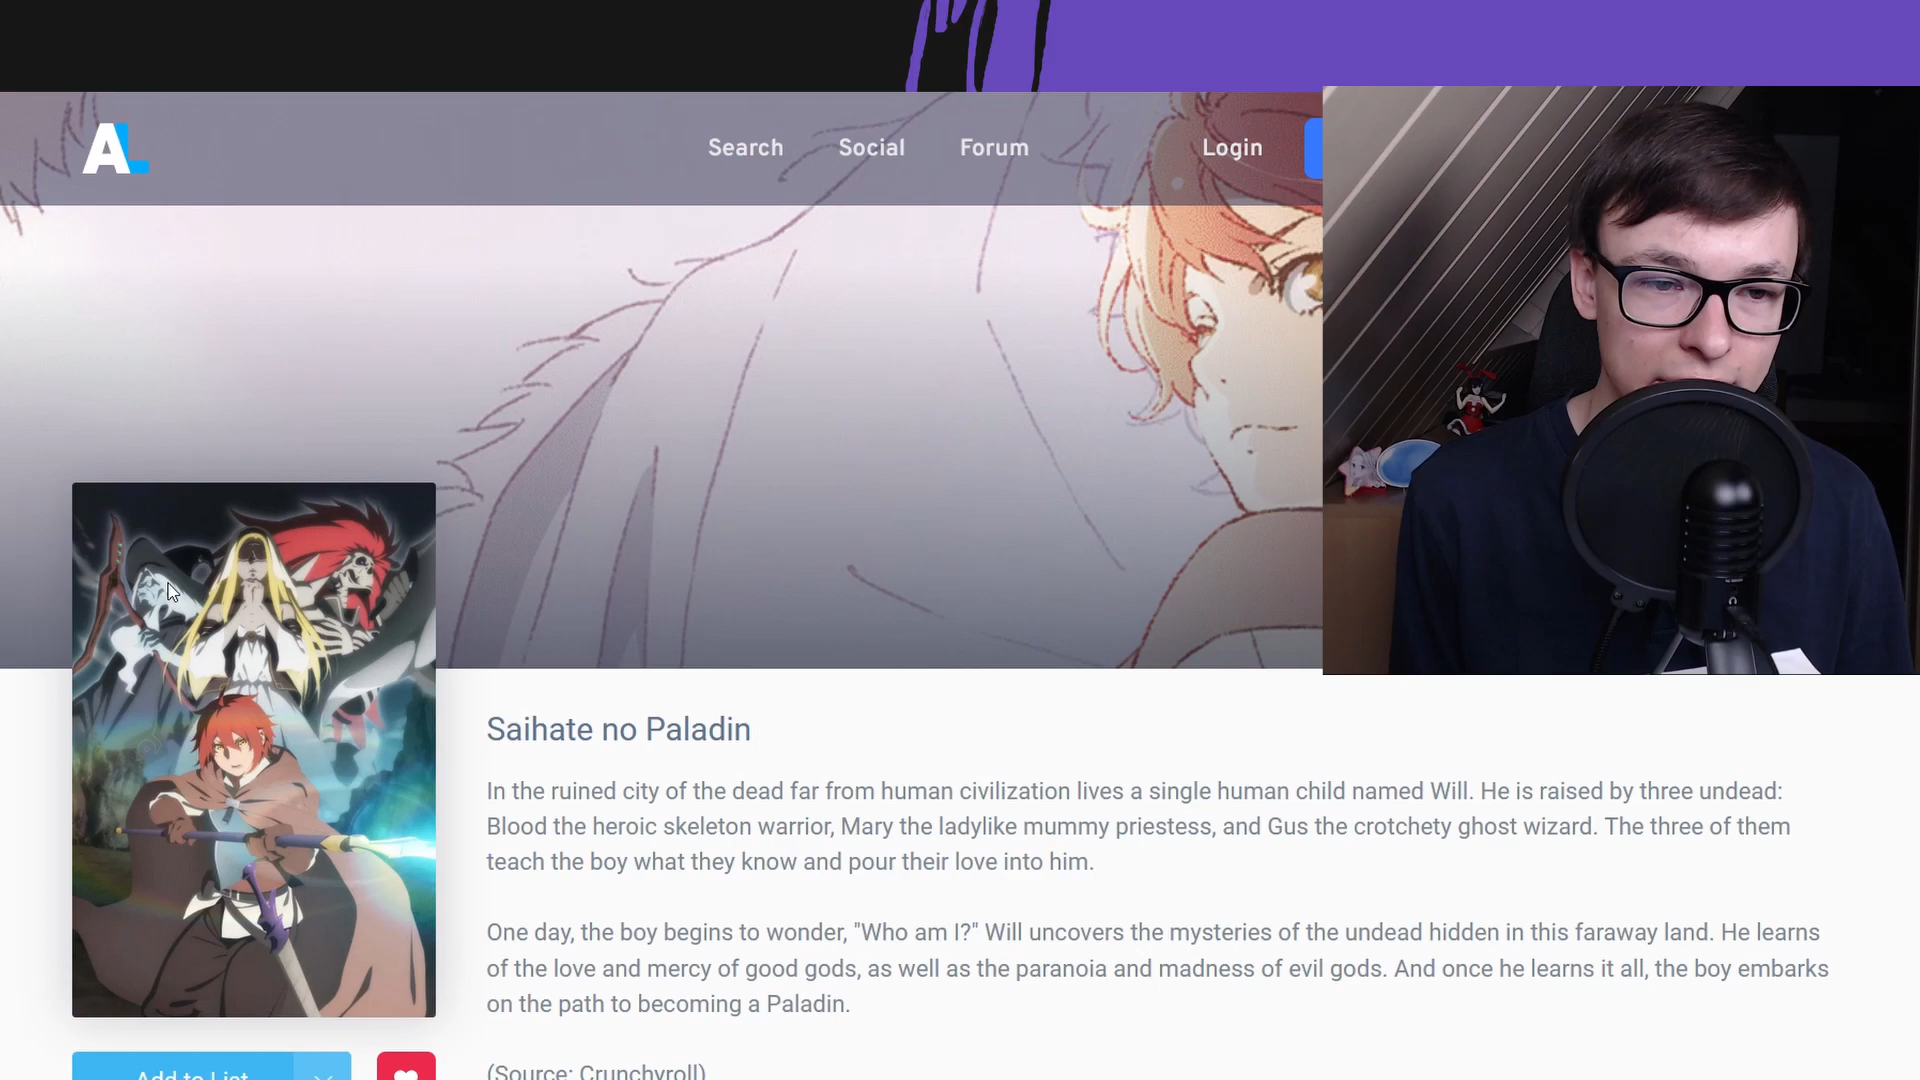 AL
Search Social Forum Login
Saihate no Paladin
In the ruined city of the dead far from human civilization lives a single human child named Will. He is raised by three undead:
Blood the heroic skeleton warrior, Mary the ladylike mummy priestess, and Gus the crotchety ghost wizard. The three of them
teach the boy what they know and pour their love into him.
One day, the boy begins to wonder, "Who am I?" Will uncovers the mysteries of the undead hidden in this faraway land. He learns
of the love and mercy of good gods, as well as the paranoia and madness of evil gods. And once he learns it all, the boy embarks
on the path to becoming a Paladin.
(Source: Crunchyroll)
Add to List